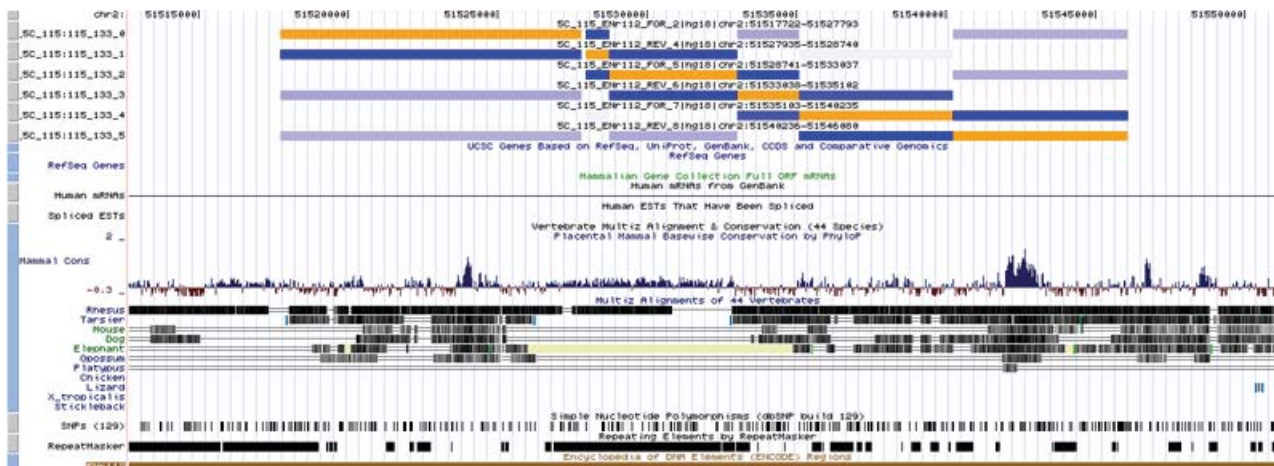 chr2: 51515000| 51520000| 51525000| 51530000| 51535000| 51540000| 51545000| 51550000|
5C_115_ENr112_FOR_2|hg18|chr2:51517722-51527793
.5C_115:115_133_0
5C_115_ENr112_REV_4|hg18|chr2:51527935-51528740
.5C_115:115_133_1
5C_115_ENr112_FOR_5|hg18|chr2:51528741-51533037
.5C_115:115_133_2
5C_115_ENr112_REV_6|hg18|chr2:51533038-51535102
.5C_115:115_133_3
5C_115_ENr112_FOR_7|hg18|chr2:51535103-51540235
.5C_115:115_133_4
5C_115_ENr112_REV_8|hg18|chr2:51540236-51546080
.5C_115:115_133_5
UCSC Genes Based on RefSeq, UniProt, GenBank, CCDS and Comparative Genomics
RefSeq Genes
RefSeq Genes
Mammalian Gene Collection Full ORF mRNAs
Human mRNAs from GenBank
Human mRNAs
Human ESTs That Have Been Spliced
Spliced ESTs
Vertebrate Multiz Alignment & Conservation (44 Species)
Placental Mammal Basewise Conservation by PhyloP
2 _
Mammal Cons
-0.3 _
Multiz Alignments of 44 Vertebrates
Rhesus
Tarsier
Mouse
Dog
Elephant
Opossum
Platypus
Chicken
Lizard
X_tropicalis
Stickleback
Simple Nucleotide Polymorphisms (dbSNP build 129)
SNPs (129)
Repeating Elements by RepeatMasker
RepeatMasker
Encyclopedia of DNA Elements (ENCODE) Regions